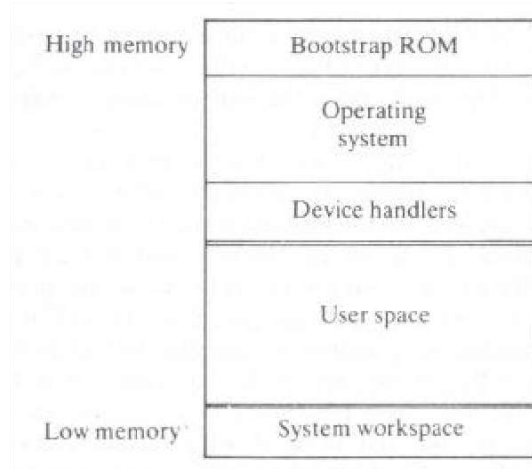 High memory
Bootstrap ROM
Operating
system
Device handlers
User space
Low memory
System workspace